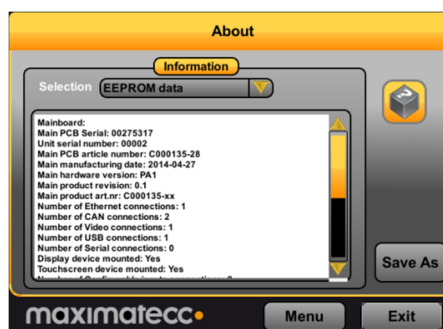 About
Information
Selection EEPROM data
Mainboard:
Main PCB Serial: 00275317
Unit serial number: 00002
Main PCB article number: C000135-28
Main manufacturing date: 2014-04-27
Main hardware version: PA1
Main product revision: 0.1
Main product art.nr: C000135-xx
Number of Ethernet connections: 1
Number of CAN connections: 2
Number of Video connections: 1
Number of USB connections: 1
Number of Serial connections: 0
Display device mounted: Yes
Touchscreen device mounted: Yes
Save As
maximatecc
Menu
Exit